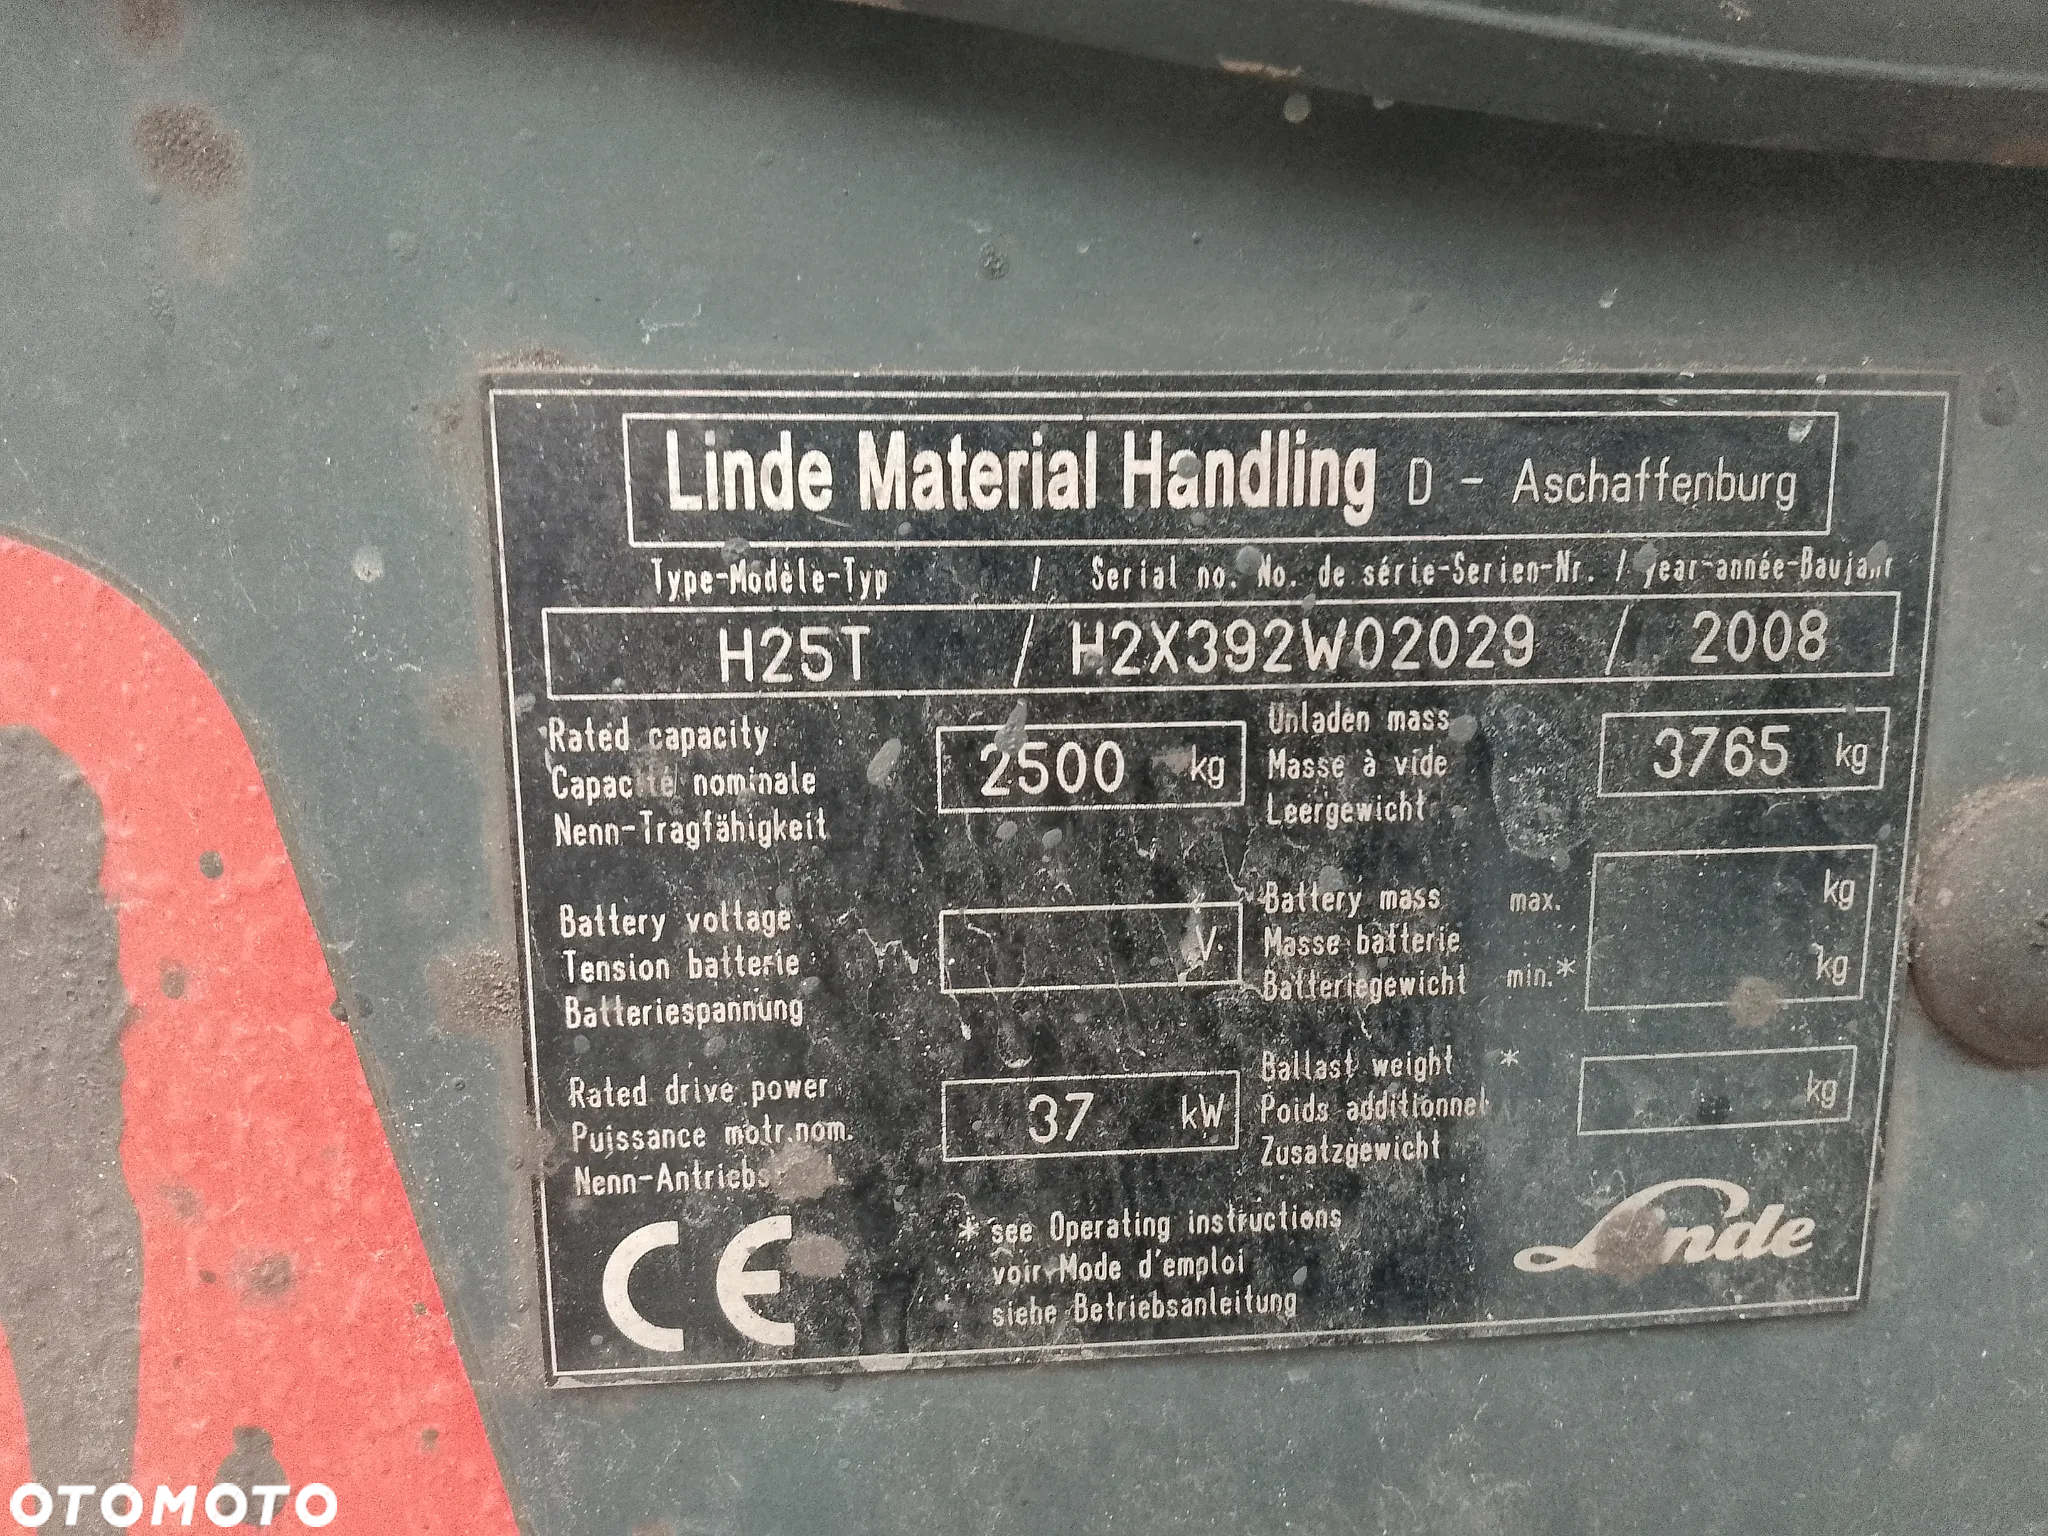 Linde Material Handling D - Aschaffenburg
Type-Modèle-Typ / Serial no. No. de série-Serien-Nr. / year-année-Baujahr
H25T / H2X392W02029 / 2008
Rated capacity
Capacité nominale
Nenn-Tragfähigkeit
2500 kg
Unladen mass
Masse à vide
Leergewicht
3765 kg
Battery voltage
Tension batterie
Batteriespannung
V
Battery mass max. kg
Masse batterie
Batteriegewicht min.* kg
Rated drive power
Puissance motr.nom.
Nenn-Antriebs
37 kW
Ballast weight *
Poids additionnel
Zusatzgewicht
kg
CE
* see Operating instructions
voir Mode d'emploi
siehe Betriebsanleitung
Linde
OTOMOTO